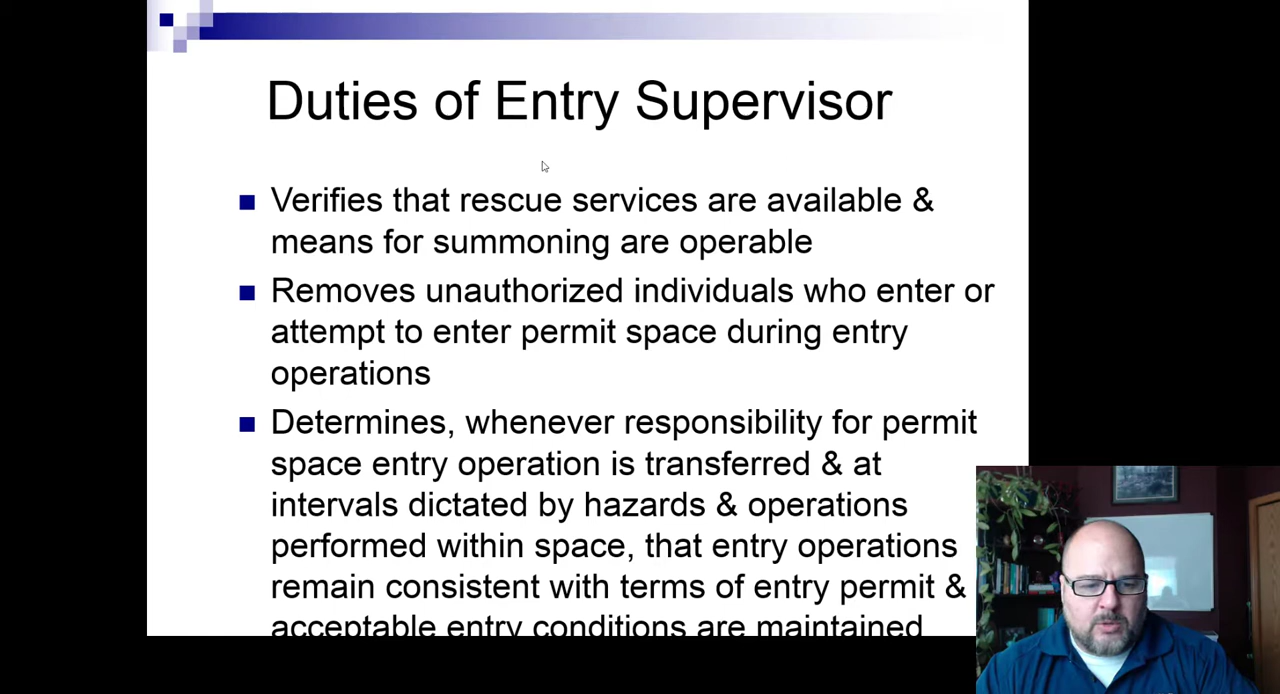 Duties of Entry Supervisor
Verifies that rescue services are available &
means for summoning are operable
Removes unauthorized individuals who enter or
attempt to enter permit space during entry
operations
Determines, whenever responsibility for permit
space entry operation is transferred & at
intervals dictated by hazards & operations
performed within space, that entry operations
remain consistent with terms of entry permit &
acceptable entry conditions are maintained